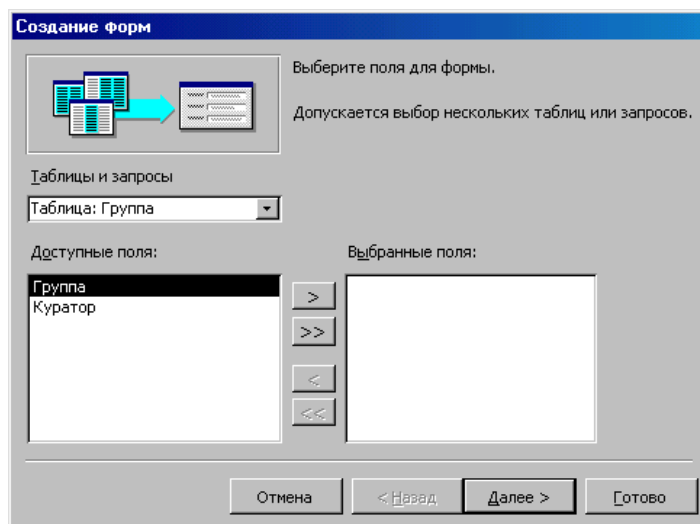 Создание форм
Выберите поля для формы.
Допускается выбор нескольких таблиц или запросов.
Таблицы и запросы
Таблица: Группа
Доступные поля:
Выбранные поля:
Группа
Куратор
>
>>
<
<<
Отмена
< Назад
Далее >
Готово